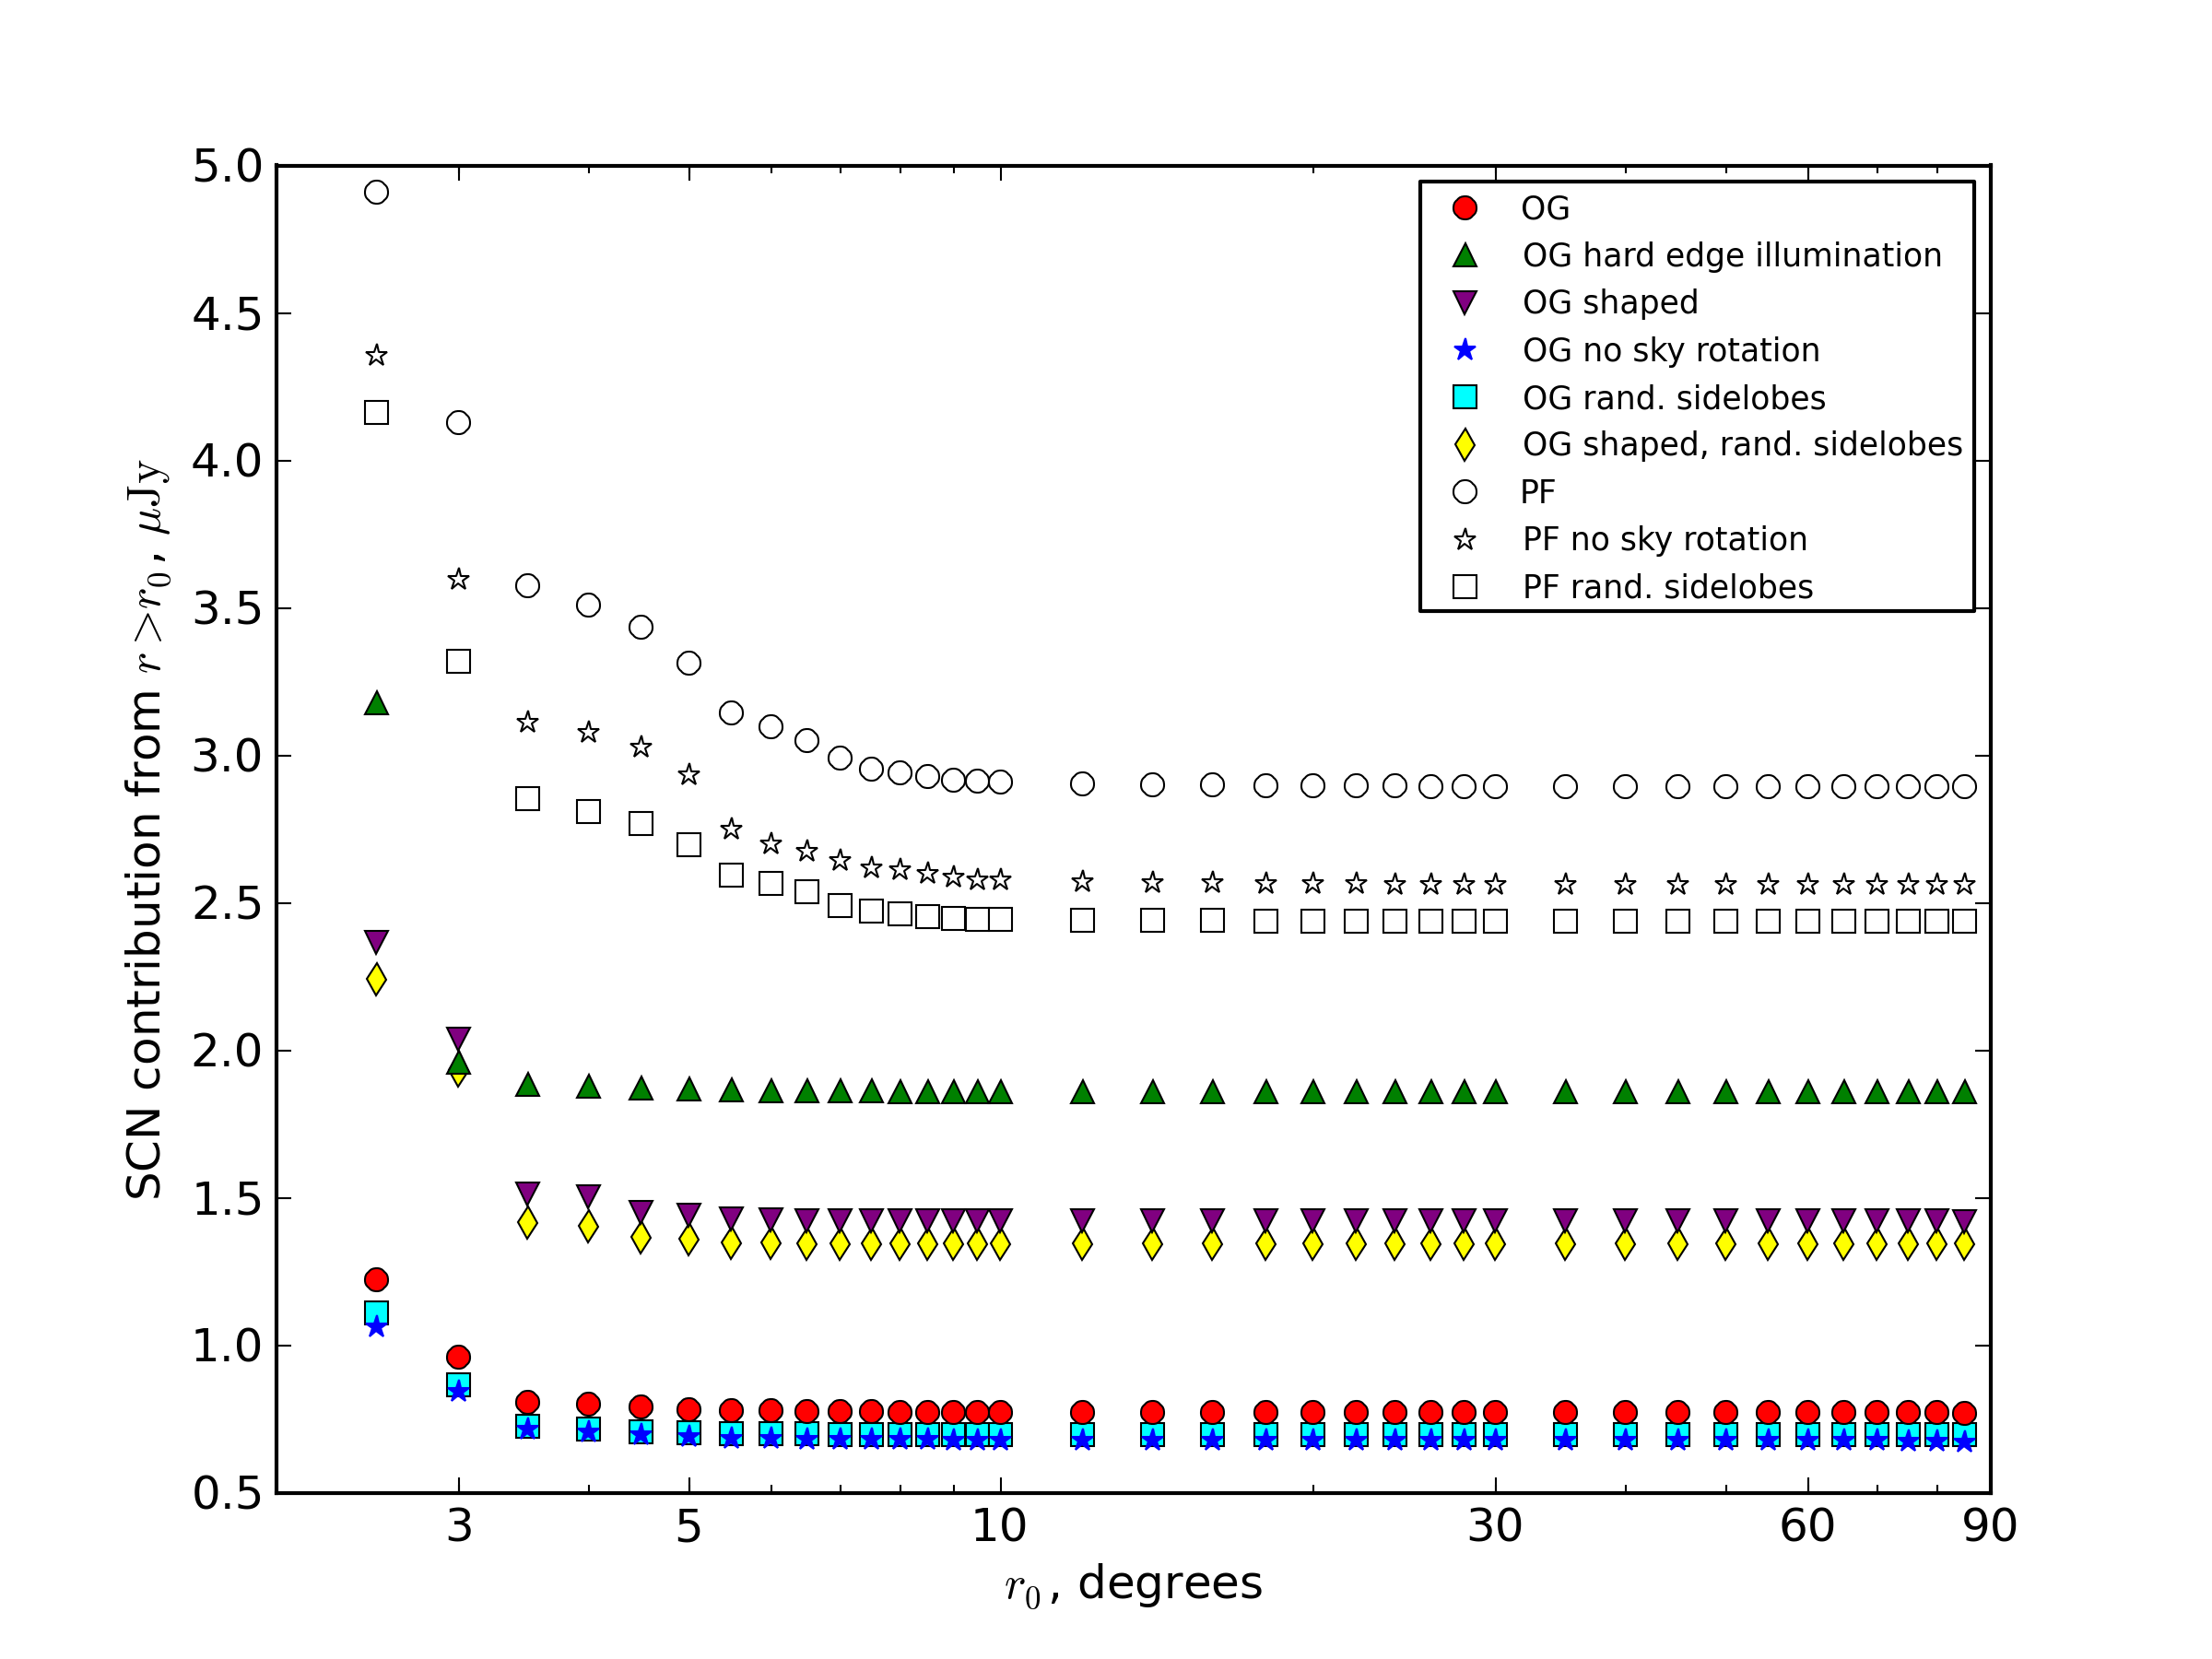 5.0
4.5
4.0
3.5
3.0
2.5
2.0
1.5
1.0
0.5
SCN contribution from r > r₀, μJy
OG
OG hard edge illumination
OG shaped
OG no sky rotation
OG rand. sidelobes
OG shaped, rand. sidelobes
PF
PF no sky rotation
PF rand. sidelobes
3 5 10 30 60 90
r₀, degrees